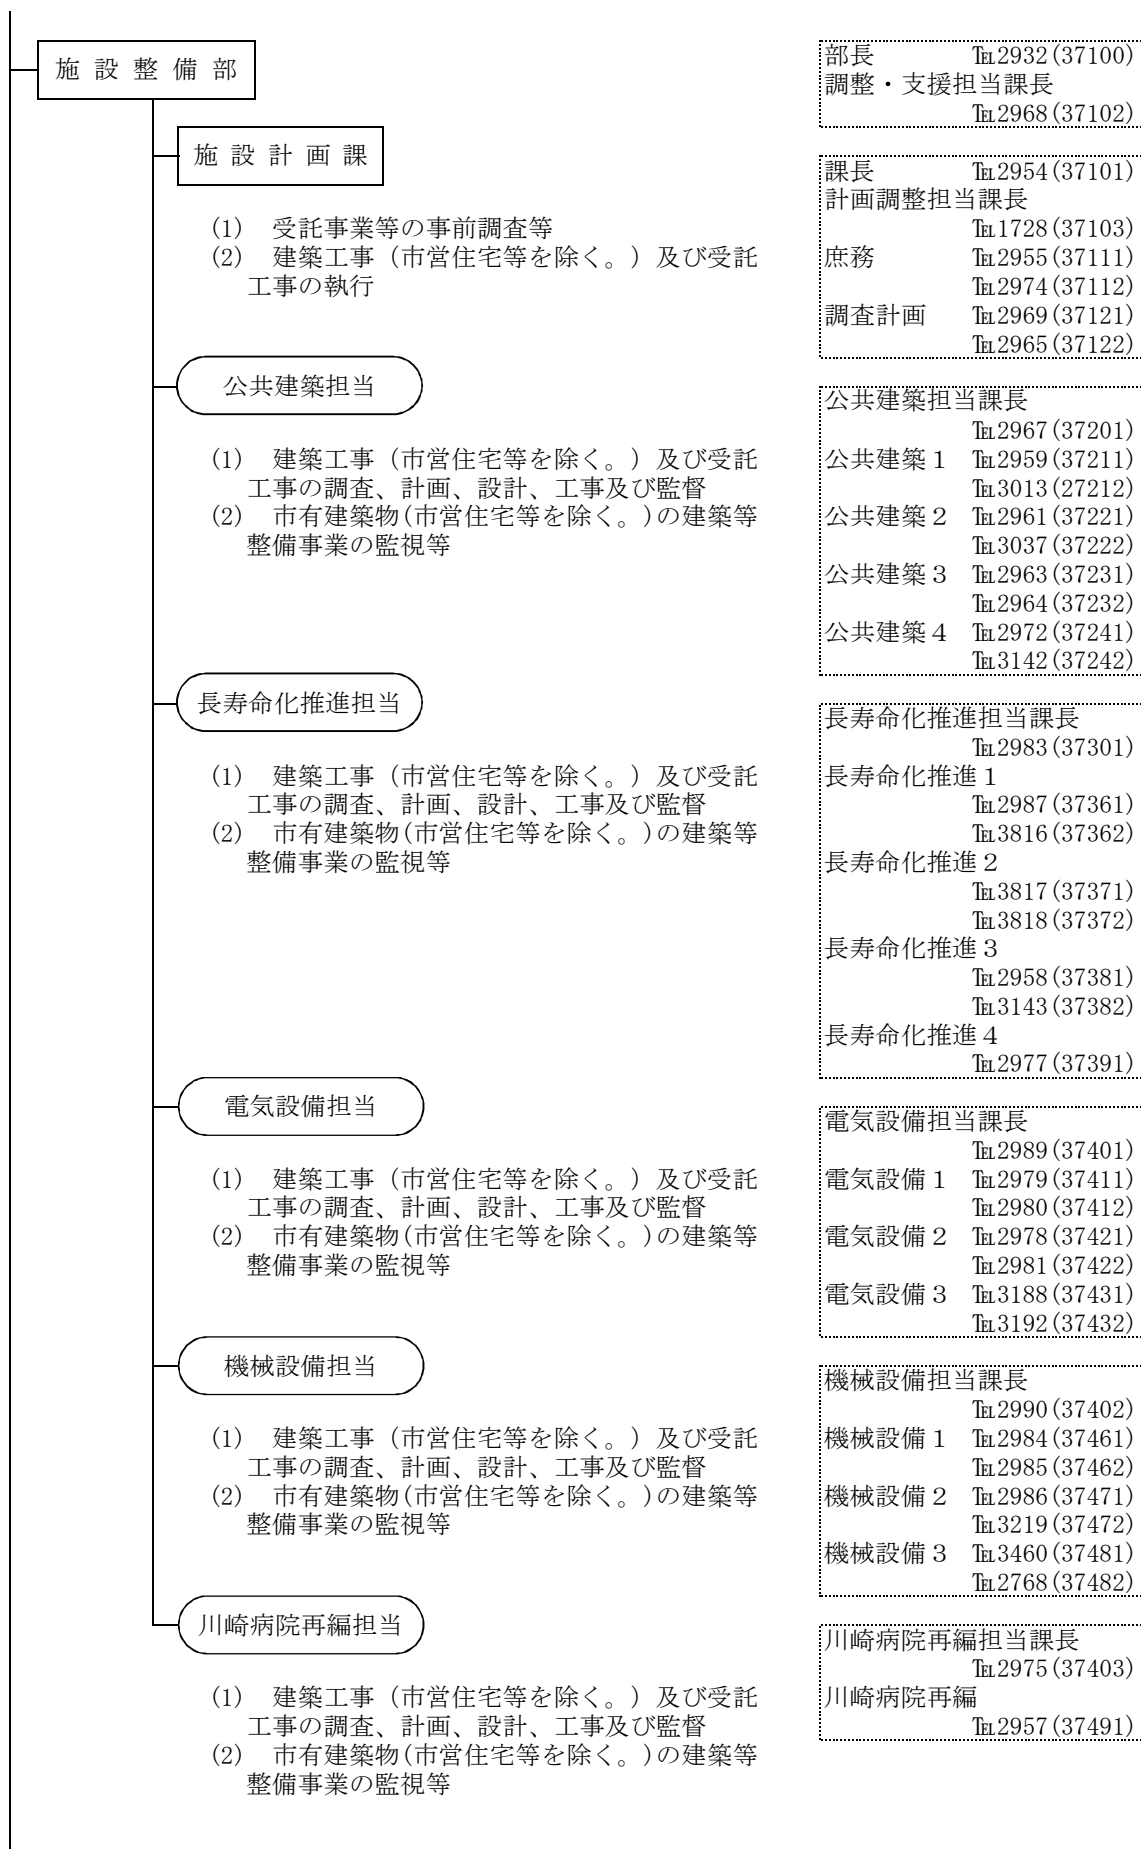 施設整備部
部長 ℡2932(37100)
調整・支援担当課長
℡2968(37102)
施設計画課
(1) 受託事業等の事前調査等
(2) 建築工事（市営住宅等を除く。）及び受託
工事の執行
課長 ℡2954(37101)
計画調整担当課長
℡1728(37103)
庶務 ℡2955(37111)
℡2974(37112)
調査計画 ℡2969(37121)
℡2965(37122)
公共建築担当
(1) 建築工事（市営住宅等を除く。）及び受託
工事の調査、計画、設計、工事及び監督
(2) 市有建築物(市営住宅等を除く。)の建築等
整備事業の監視等
公共建築担当課長
℡2967(37201)
公共建築１ ℡2959(37211)
℡3013(27212)
公共建築２ ℡2961(37221)
℡3037(37222)
公共建築３ ℡2963(37231)
℡2964(37232)
公共建築４ ℡2972(37241)
℡3142(37242)
長寿命化推進担当
(1) 建築工事（市営住宅等を除く。）及び受託
工事の調査、計画、設計、工事及び監督
(2) 市有建築物(市営住宅等を除く。)の建築等
整備事業の監視等
長寿命化推進担当課長
℡2983(37301)
長寿命化推進１
℡2987(37361)
℡3816(37362)
長寿命化推進２
℡3817(37371)
℡3818(37372)
長寿命化推進３
℡2958(37381)
℡3143(37382)
長寿命化推進４
℡2977(37391)
電気設備担当
(1) 建築工事（市営住宅等を除く。）及び受託
工事の調査、計画、設計、工事及び監督
(2) 市有建築物(市営住宅等を除く。)の建築等
整備事業の監視等
電気設備担当課長
℡2989(37401)
電気設備１ ℡2979(37411)
℡2980(37412)
電気設備２ ℡2978(37421)
℡2981(37422)
電気設備３ ℡3188(37431)
℡3192(37432)
機械設備担当
(1) 建築工事（市営住宅等を除く。）及び受託
工事の調査、計画、設計、工事及び監督
(2) 市有建築物(市営住宅等を除く。)の建築等
整備事業の監視等
機械設備担当課長
℡2990(37402)
機械設備１ ℡2984(37461)
℡2985(37462)
機械設備２ ℡2986(37471)
℡3219(37472)
機械設備３ ℡3460(37481)
℡2768(37482)
川崎病院再編担当
(1) 建築工事（市営住宅等を除く。）及び受託
工事の調査、計画、設計、工事及び監督
(2) 市有建築物(市営住宅等を除く。)の建築等
整備事業の監視等
川崎病院再編担当課長
℡2975(37403)
川崎病院再編
℡2957(37491)